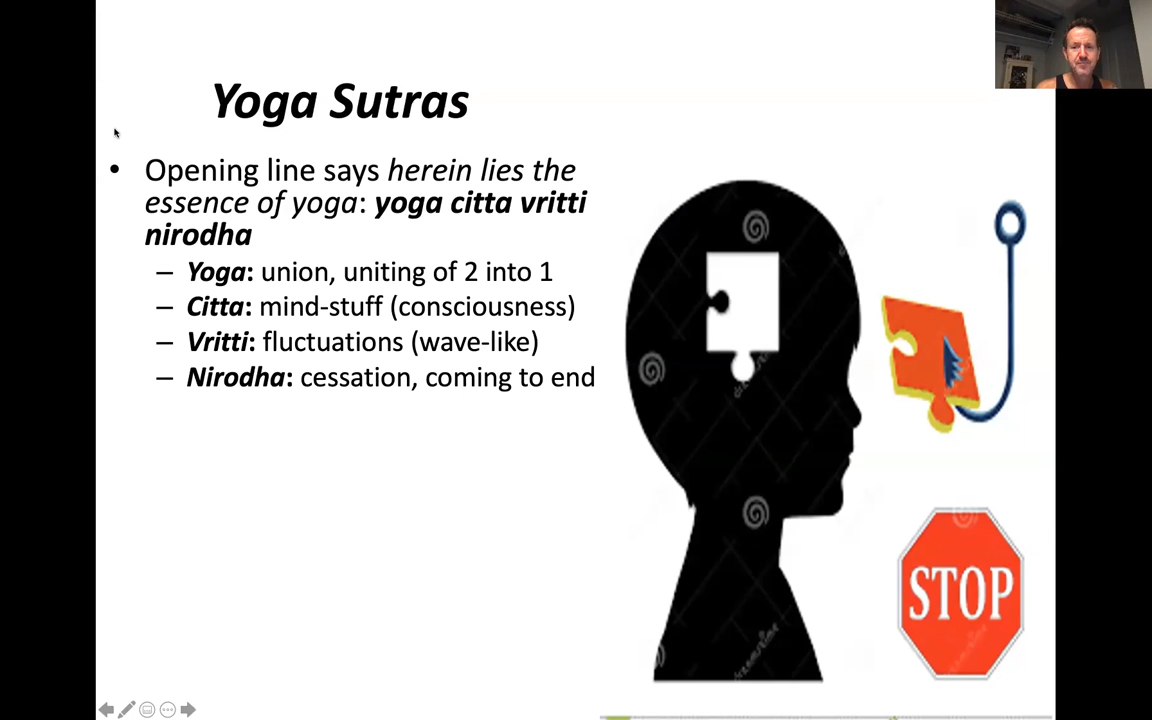 Yoga Sutras
• Opening line says herein lies the
essence of yoga: yoga citta vritti
nirodha
– Yoga: union, uniting of 2 into 1
– Citta: mind-stuff (consciousness)
– Vritti: fluctuations (wave-like)
– Nirodha: cessation, coming to end
STOP